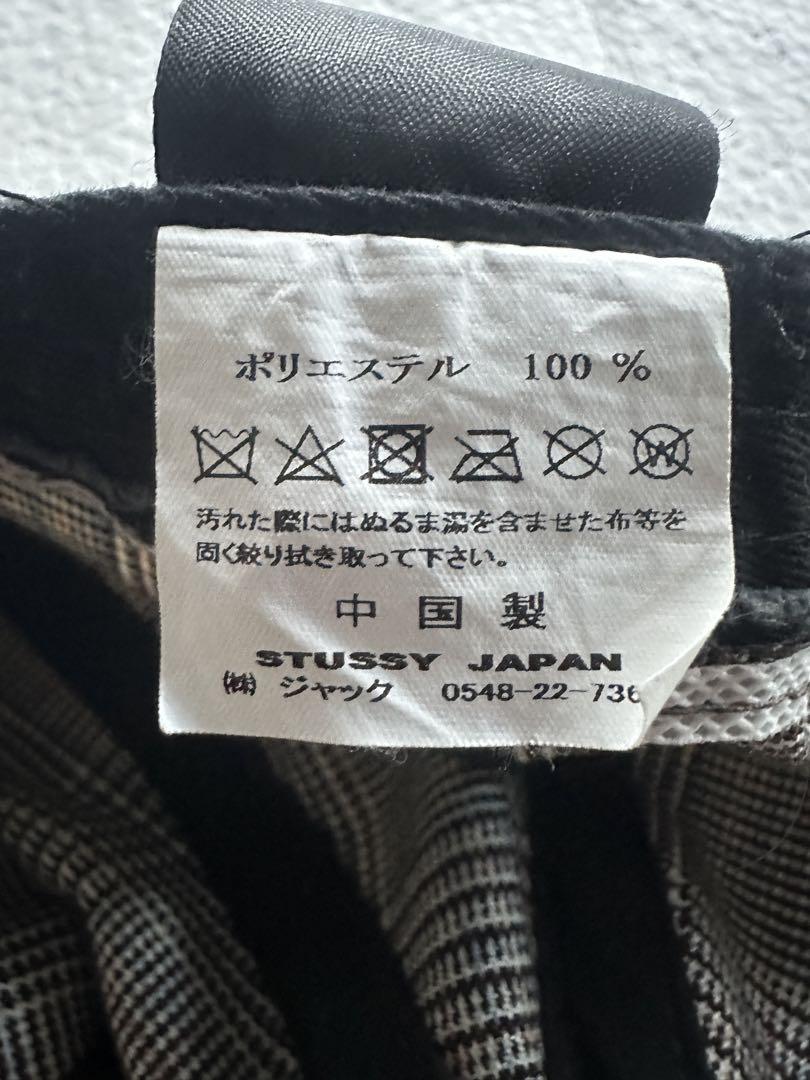 ポリエステル 100 %
汚れた際にはぬるま湯を含ませた布等を
固く絞り拭き取って下さい。
中国製
STUSSY JAPAN
㈱ ジャック 0548-22-736